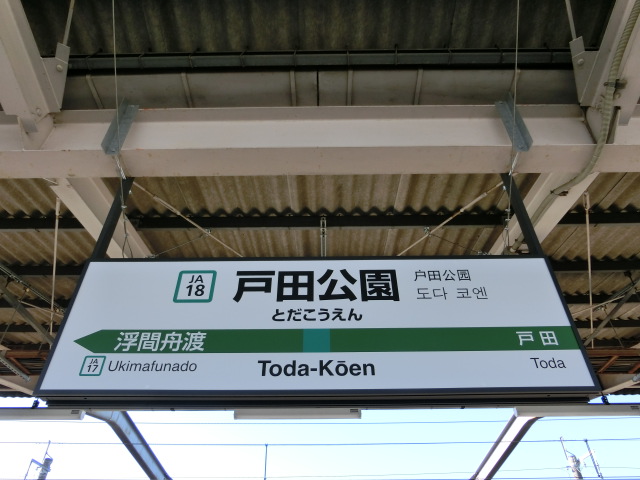 JA
18
戸田公園
户田公园
도다 코엔
とだこうえん
浮間舟渡
戸田
JA
17
Ukimafunado
Toda-Kōen
Toda